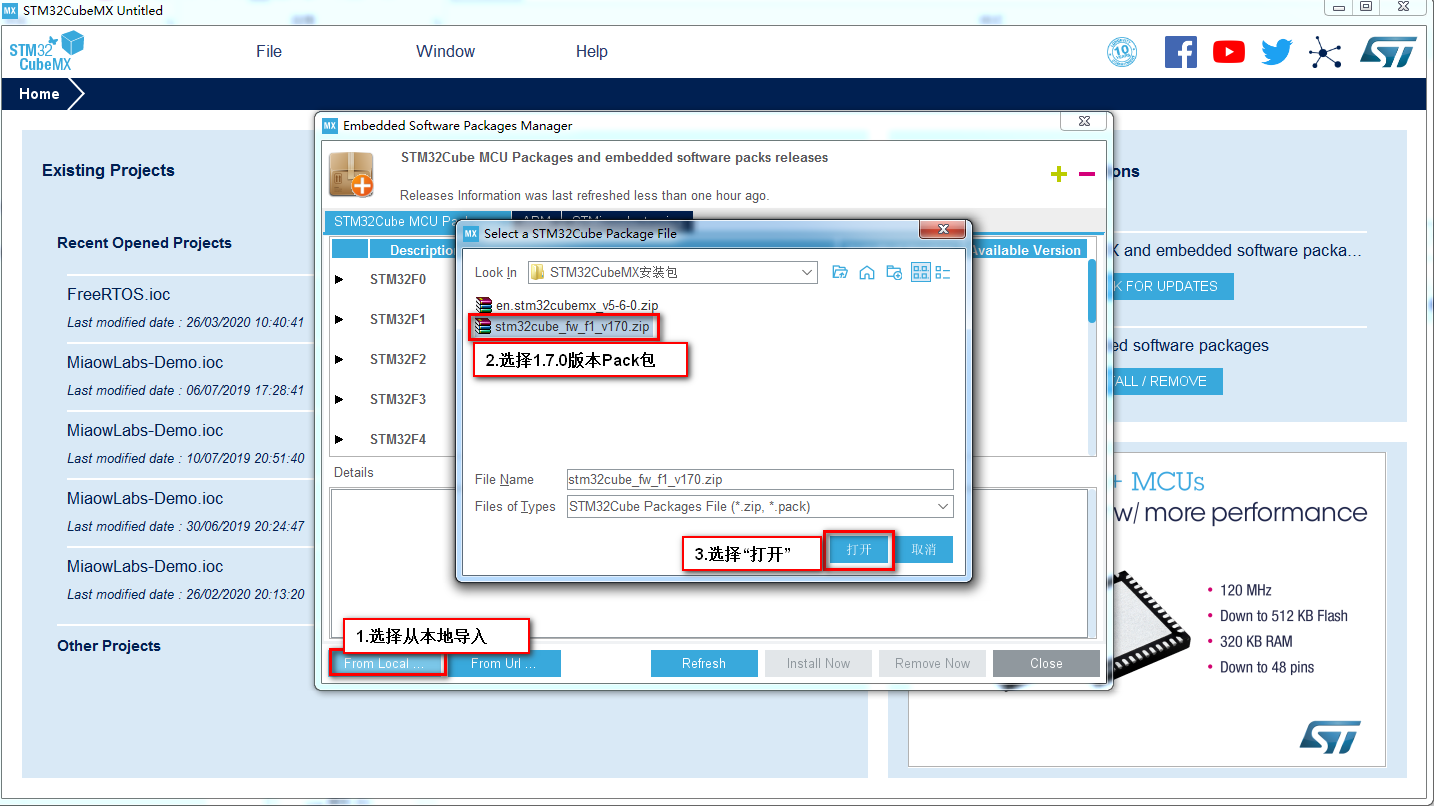 STM32CubeMX Untitled
STM32
CubeMX
File
Window
Help
10
Home
Existing Projects
Recent Opened Projects
FreeRTOS.ioc
Last modified date : 26/03/2020 10:40:41
MiaowLabs-Demo.ioc
Last modified date : 06/07/2019 17:28:41
MiaowLabs-Demo.ioc
Last modified date : 10/07/2019 20:51:40
MiaowLabs-Demo.ioc
Last modified date : 30/06/2019 20:24:47
MiaowLabs-Demo.ioc
Last modified date : 26/02/2020 20:13:20
Other Projects
Embedded Software Packages Manager
STM32Cube MCU Packages and embedded software packs releases
Releases Information was last refreshed less than one hour ago.
STM32Cube MCU Pa
Descriptio
Available Version
STM32F0
STM32F1
STM32F2
STM32F3
STM32F4
Details
Select a STM32Cube Package File
Look In
STM32CubeMX安装包
en.stm32cubemx_v5-6-0.zip
stm32cube_fw_f1_v170.zip
2.选择1.7.0版本Pack包
File Name
stm32cube_fw_f1_v170.zip
Files of Types
STM32Cube Packages File (*.zip, *.pack)
3.选择“打开”
打开
取消
1.选择从本地导入
From Local ...
From Url ...
Refresh
Install Now
Remove Now
Close
ons
X and embedded software packa...
K FOR UPDATES
ed software packages
ALL / REMOVE
+ MCUs
w/ more performance
• 120 MHz
• Down to 512 KB Flash
• 320 KB RAM
• Down to 48 pins